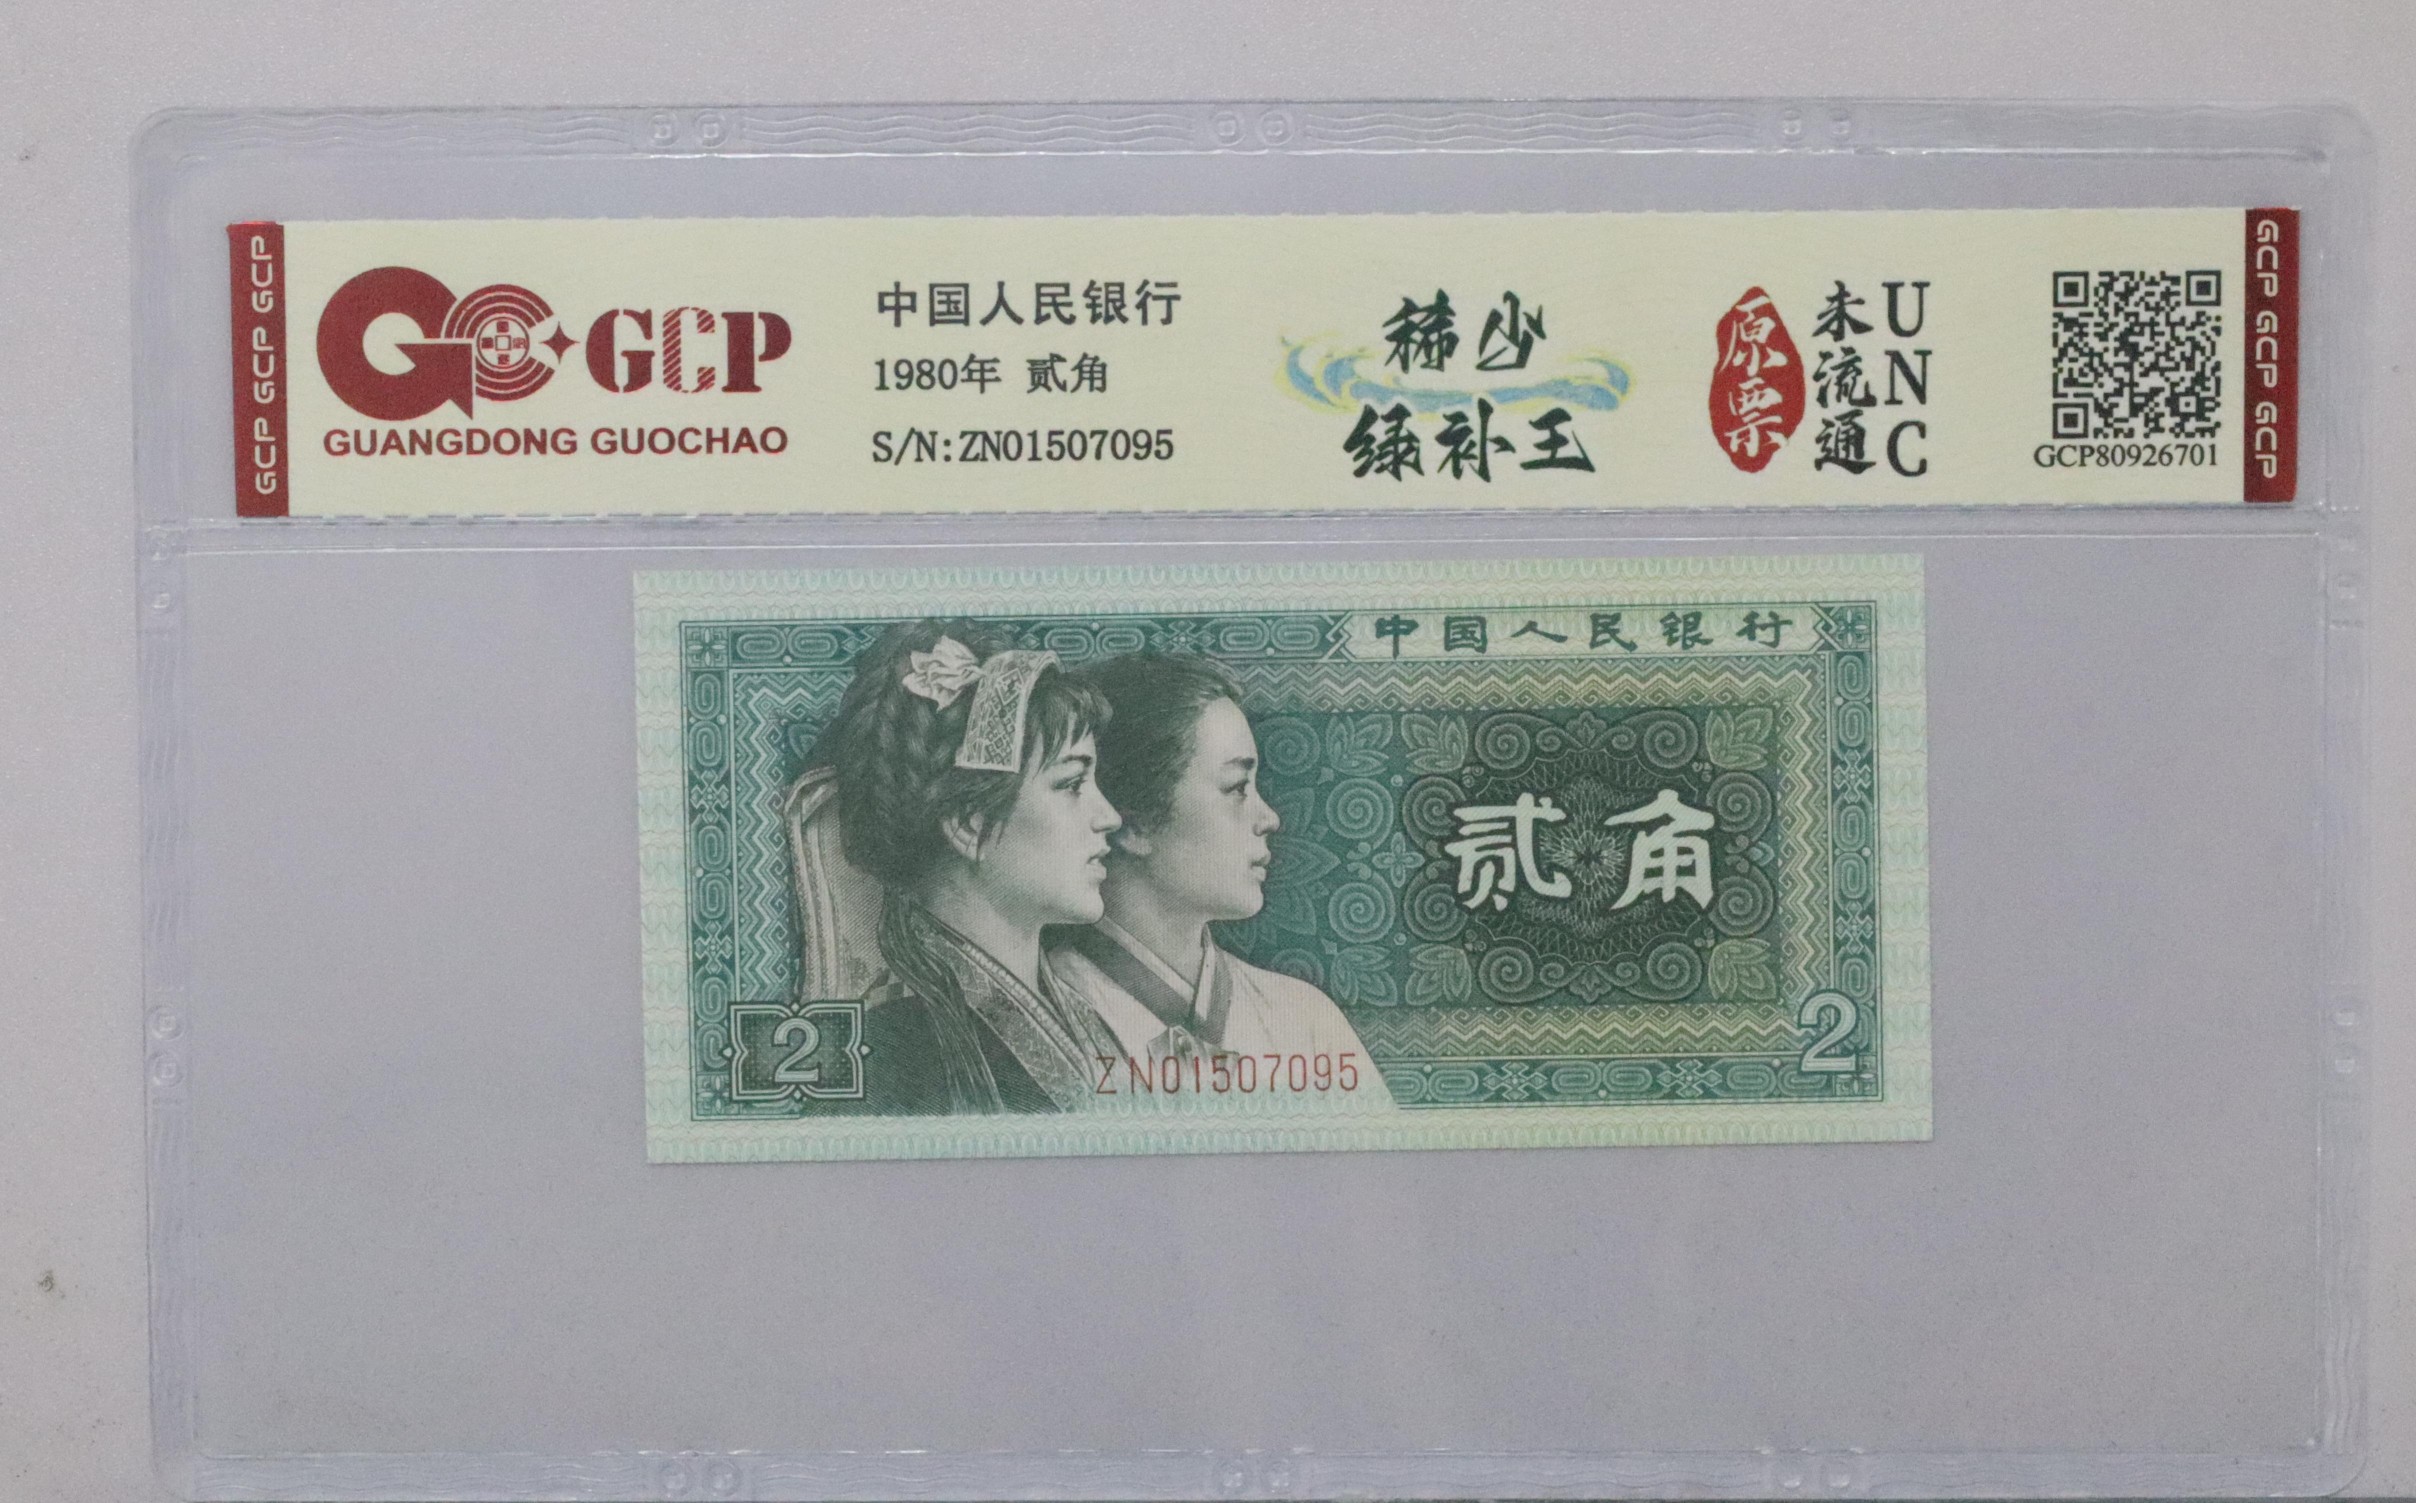 GCP GCP GCP
GCP
GUANGDONG GUOCHAO
中国人民银行
1980年 贰角
S/N:ZN01507095
稀少
绿补王
原票
未流通
UNC
GCP80926701
GCP GCP GCP
中国人民银行
贰角
2
2
ZN01507095